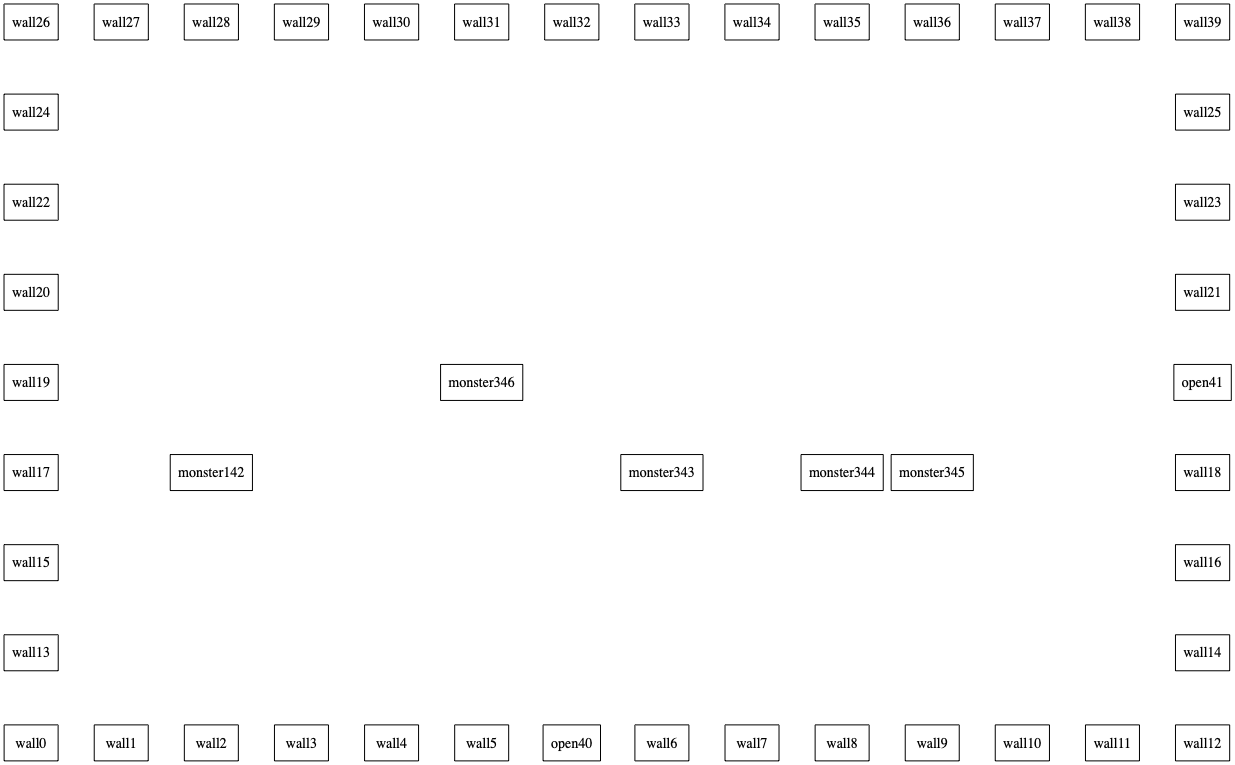 wall26 wall27 wall28 wall29 wall30 wall31 wall32 wall33 wall34 wall35 wall36 wall37 wall38 wall39
wall24 wall25
wall22 wall23
wall20 wall21
wall19 monster346 open41
wall17 monster142 monster343 monster344 monster345 wall18
wall15 wall16
wall13 wall14
wall0 wall1 wall2 wall3 wall4 wall5 open40 wall6 wall7 wall8 wall9 wall10 wall11 wall12